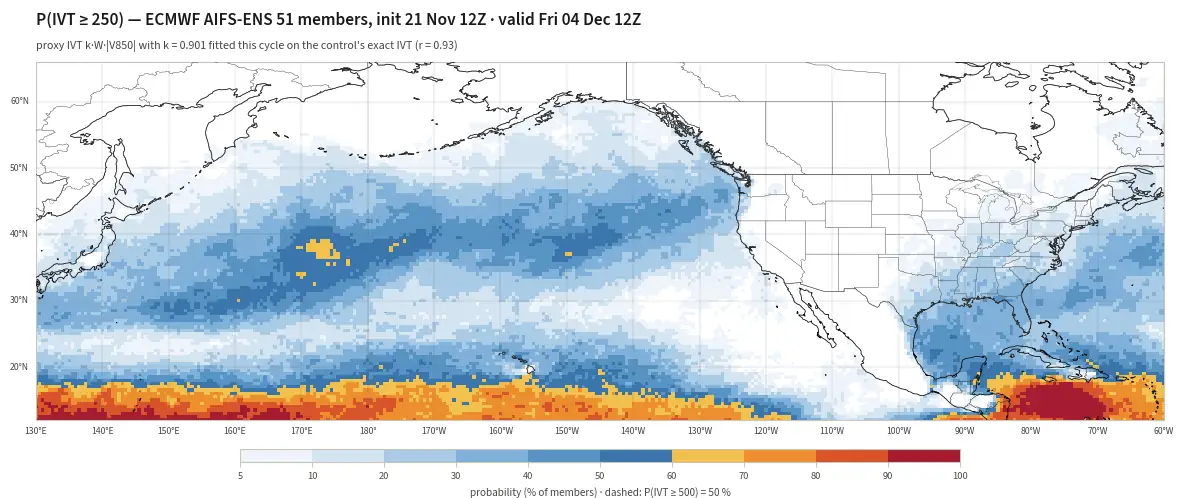 P(IVT ≥ 250) — ECMWF AIFS-ENS 51 members, init 21 Nov 12Z · valid Fri 04 Dec 12Z
proxy IVT k·W·|V850| with k = 0.901 fitted this cycle on the control's exact IVT (r = 0.93)
60°N
50°N
40°N
30°N
20°N
130°E 140°E 150°E 160°E 170°E 180° 170°W 160°W 150°W 140°W 130°W 120°W 110°W 100°W 90°W 80°W 70°W 60°W
5 10 20 30 40 50 60 70 80 90 100
probability (% of members) · dashed: P(IVT ≥ 500) = 50 %